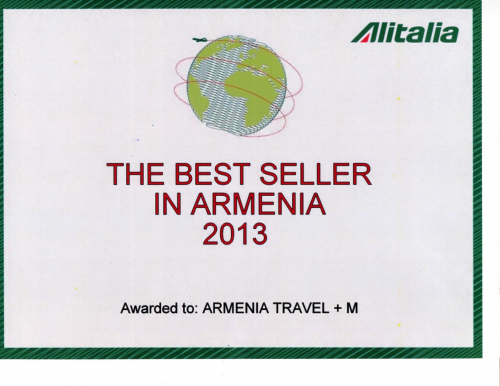 Alitalia
THE BEST SELLER
IN ARMENIA
2013
Awarded to: ARMENIA TRAVEL + M